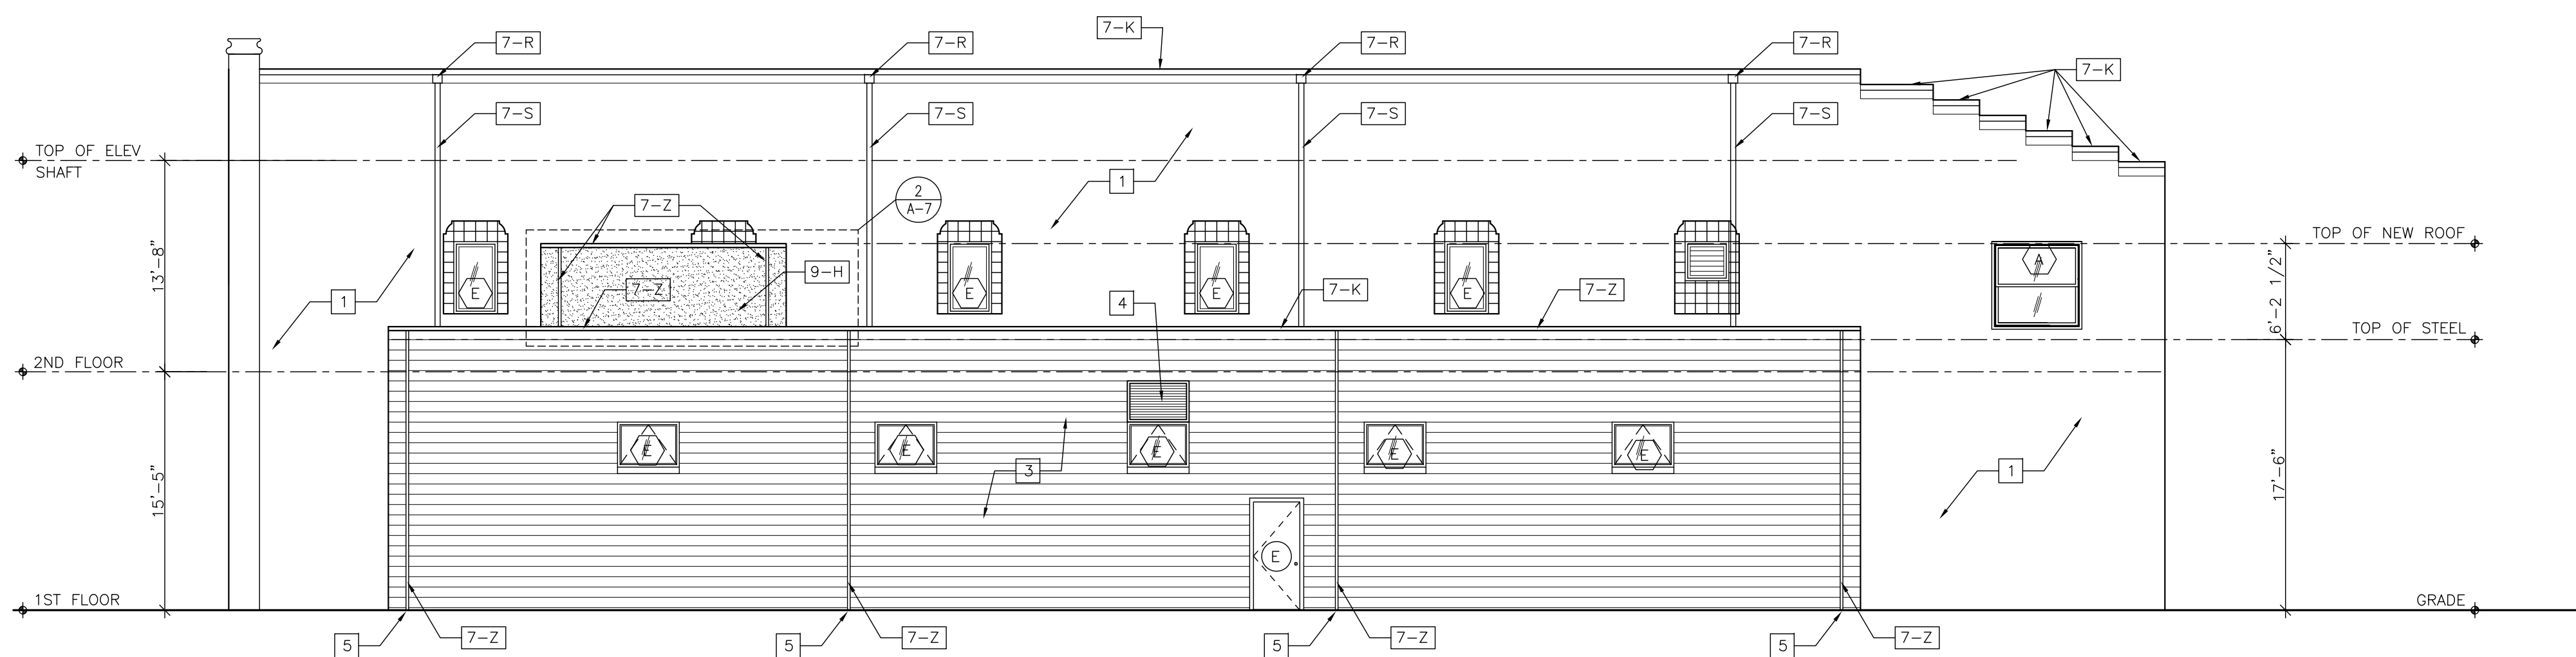 7-K
7-R
7-R
7-R
7-R
7-K
7-S
7-S
7-S
7-S
TOP OF ELEV
SHAFT
1
2
A-7
7-Z
TOP OF NEW ROOF
13'-8"
9-H
A
6'-2 1/2"
E
7-Z
E
E
7-K
E
7-Z
1
4
TOP OF STEEL
2ND FLOOR
E
E
E
E
E
3
1
15'-5"
17'-6"
E
1ST FLOOR
GRADE
5
7-Z
5
7-Z
5
7-Z
5
7-Z